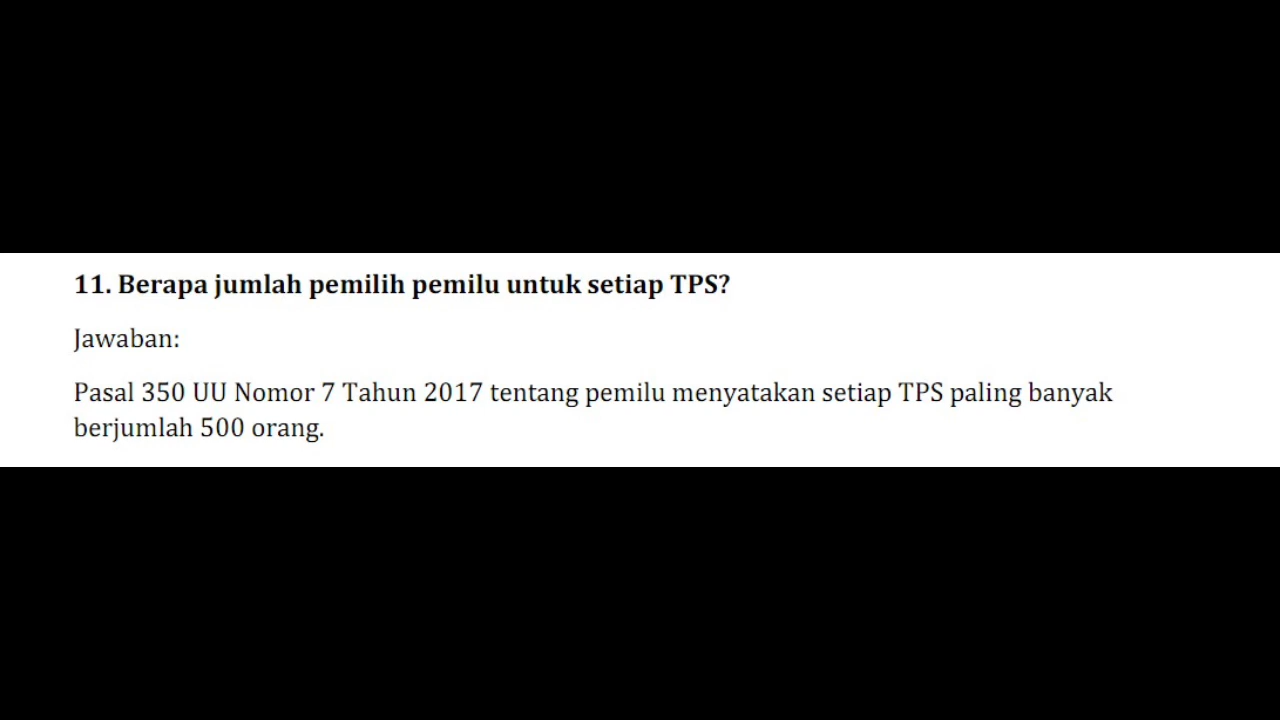 11. Berapa jumlah pemilih pemilu untuk setiap TPS?
Jawaban:
Pasal 350 UU Nomor 7 Tahun 2017 tentang pemilu menyatakan setiap TPS paling banyak
berjumlah 500 orang.